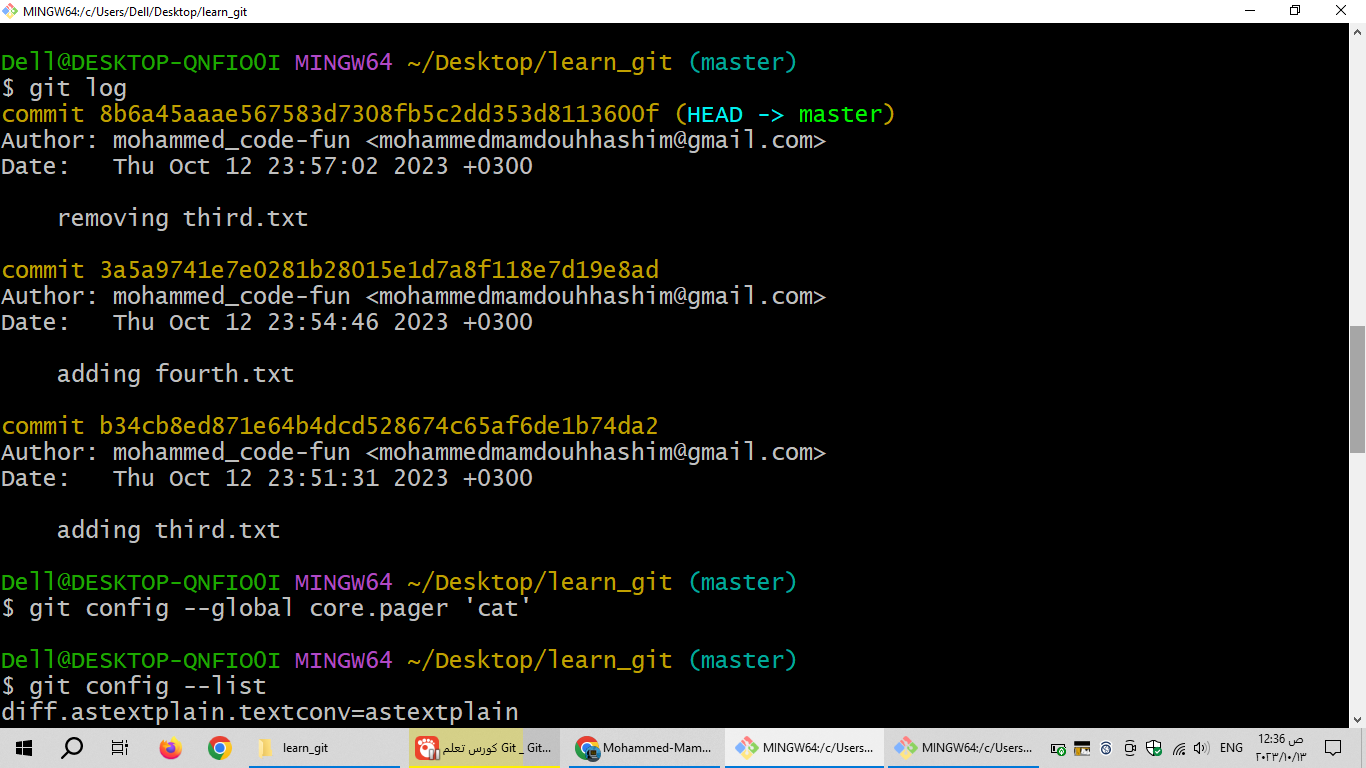 MINGW64:/c/Users/Dell/Desktop/learn_git
Dell@DESKTOP-QNFIO0I MINGW64 ~/Desktop/learn_git (master)
$ git log
commit 8b6a45aaae567583d7308fb5c2dd353d8113600f (HEAD -> master)
Author: mohammed_code-fun <mohammedmamdouhhashim@gmail.com>
Date:   Thu Oct 12 23:57:02 2023 +0300
    removing third.txt
commit 3a5a9741e7e0281b28015e1d7a8f118e7d19e8ad
Author: mohammed_code-fun <mohammedmamdouhhashim@gmail.com>
Date:   Thu Oct 12 23:54:46 2023 +0300
    adding fourth.txt
commit b34cb8ed871e64b4dcd528674c65af6de1b74da2
Author: mohammed_code-fun <mohammedmamdouhhashim@gmail.com>
Date:   Thu Oct 12 23:51:31 2023 +0300
    adding third.txt
Dell@DESKTOP-QNFIO0I MINGW64 ~/Desktop/learn_git (master)
$ git config --global core.pager 'cat'
Dell@DESKTOP-QNFIO0I MINGW64 ~/Desktop/learn_git (master)
$ git config --list
diff.astextplain.textconv=astextplain
learn_git
كورس تعلم Git _ Git...
Mohammed-Mam...
MINGW64:/c/Users...
MINGW64:/c/Users...
ENG
12:36 ص
٢٠٢٣/١٠/١٣